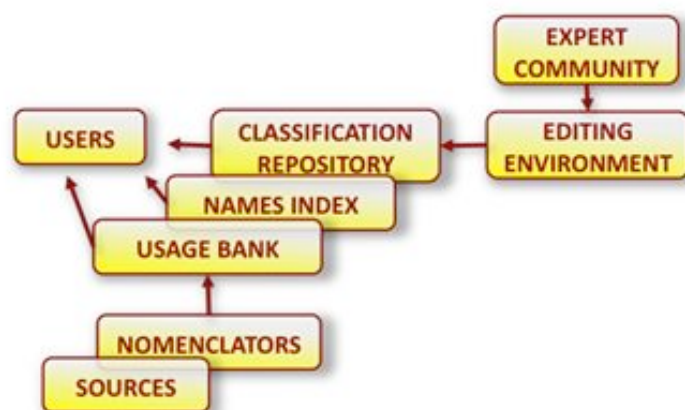 EXPERT
COMMUNITY
USERS
CLASSIFICATION
REPOSITORY
EDITING
ENVIRONMENT
NAMES INDEX
USAGE BANK
NOMENCLATORS
SOURCES